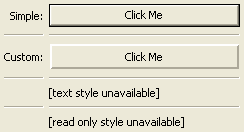 Simple: Click Me
Custom: Click Me
[text style unavailable]
[read only style unavailable]